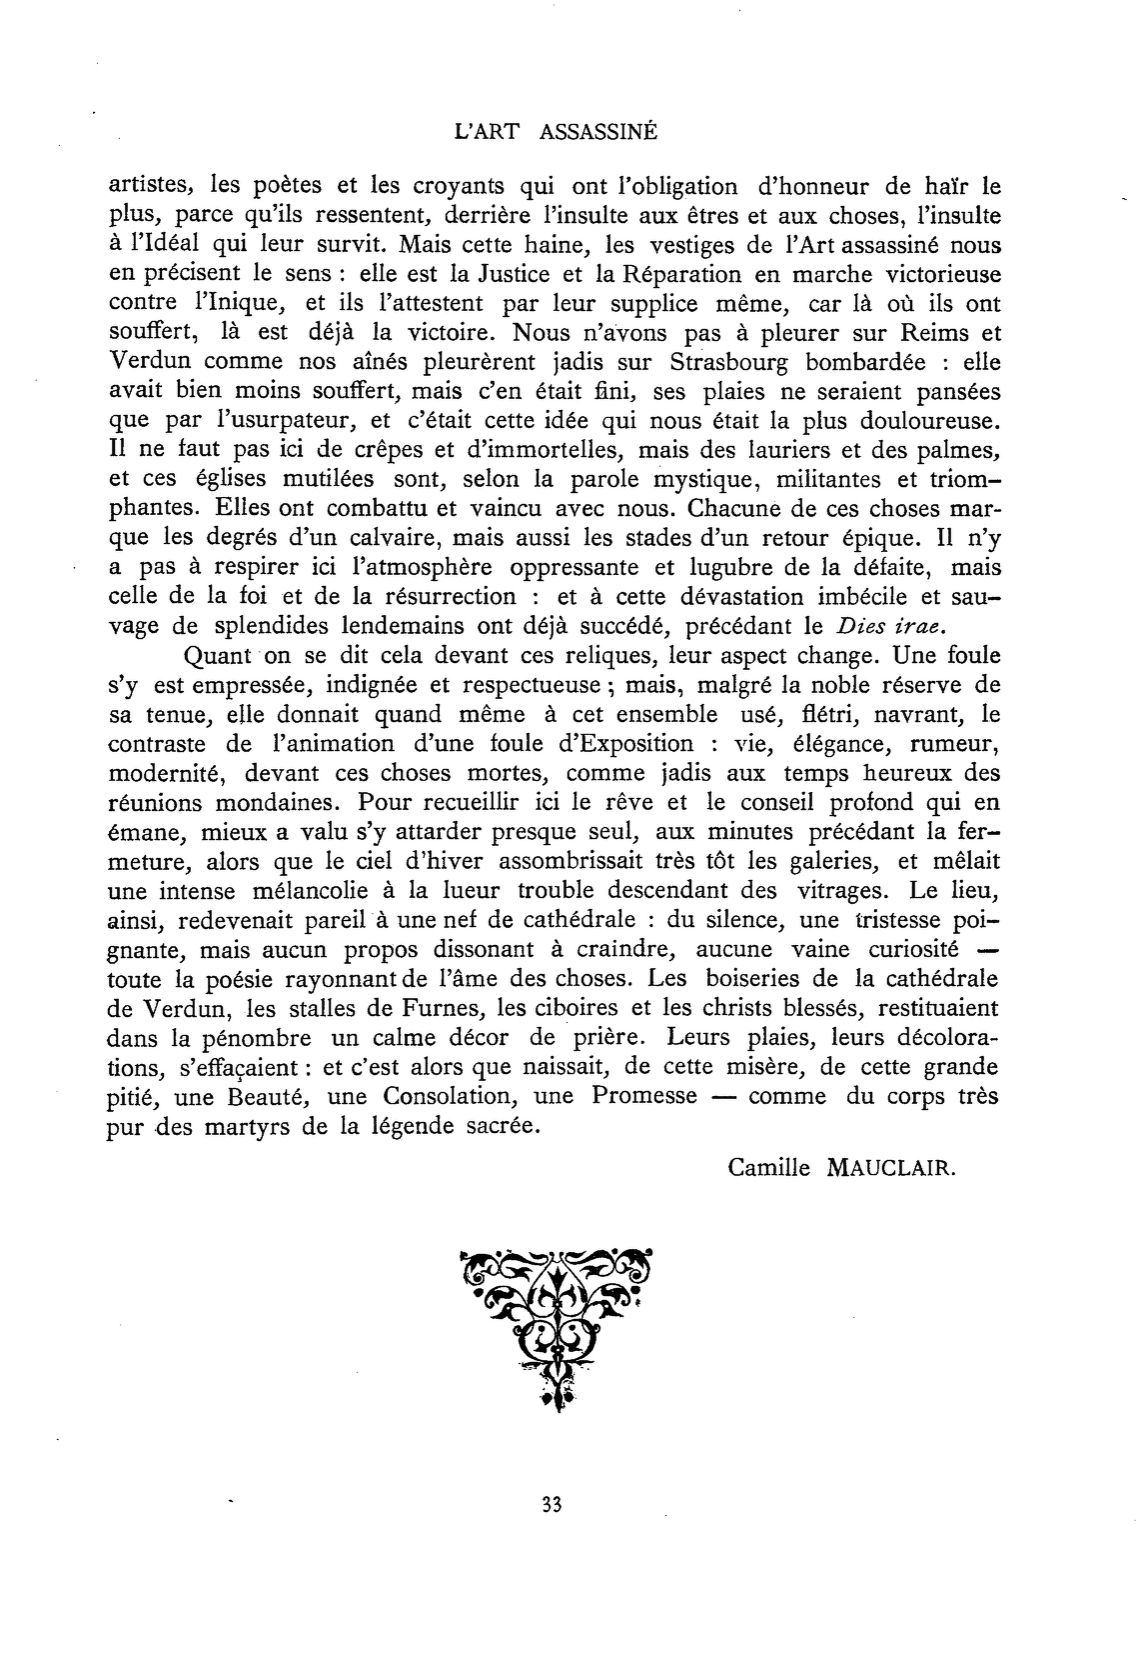 L'ART ASSASSINÉ
artistes, les poètes et les croyants qui ont l'obligation d'honneur de haïr le
plus, parce qu'ils ressentent, derrière l'insulte aux êtres et aux choses, l'insulte
à l'Idéal qui leur survit. Mais cette haine, les vestiges de l'Art assassiné nous
en précisent le sens : elle est la Justice et la Réparation en marche victorieuse
contre l'Inique, et ils l'attestent par leur supplice même, car là où ils ont
souffert, là est déjà la victoire. Nous n'avons pas à pleurer sur Reims et
Verdun comme nos aînés pleurèrent jadis sur Strasbourg bombardée : elle
avait bien moins souffert, mais c'en était fini, ses plaies ne seraient pansées
que par l'usurpateur, et c'était cette idée qui nous était la plus douloureuse.
Il ne faut pas ici de crêpes et d'immortelles, mais des lauriers et des palmes,
et ces églises mutilées sont, selon la parole mystique, militantes et triom-
phantes. Elles ont combattu et vaincu avec nous. Chacune de ces choses mar-
que les degrés d'un calvaire, mais aussi les stades d'un retour épique. Il n'y
a pas à respirer ici l'atmosphère oppressante et lugubre de la défaite, mais
celle de la foi et de la résurrection : et à cette dévastation imbécile et sau-
vage de splendides lendemains ont déjà succédé, précédant le Dies irae.
Quant on se dit cela devant ces reliques, leur aspect change. Une foule
s'y est empressée, indignée et respectueuse ; mais, malgré la noble réserve de
sa tenue, elle donnait quand même à cet ensemble usé, flétri, navrant, le
contraste de l'animation d'une foule d'Exposition : vie, élégance, rumeur,
modernité, devant ces choses mortes, comme jadis aux temps heureux des
réunions mondaines. Pour recueillir ici le rêve et le conseil profond qui en
émane, mieux a valu s'y attarder presque seul, aux minutes précédant la fer-
meture, alors que le ciel d'hiver assombrissait très tôt les galeries, et mêlait
une intense mélancolie à la lueur trouble descendant des vitrages. Le lieu,
ainsi, redevenait pareil à une nef de cathédrale : du silence, une tristesse poi-
gnante, mais aucun propos dissonant à craindre, aucune vaine curiosité —
toute la poésie rayonnant de l'âme des choses. Les boiseries de la cathédrale
de Verdun, les stalles de Furnes, les ciboires et les christs blessés, restituaient
dans la pénombre un calme décor de prière. Leurs plaies, leurs décolora-
tions, s'effaçaient : et c'est alors que naissait, de cette misère, de cette grande
pitié, une Beauté, une Consolation, une Promesse — comme du corps très
pur des martyrs de la légende sacrée.
Camille MAUCLAIR.
33